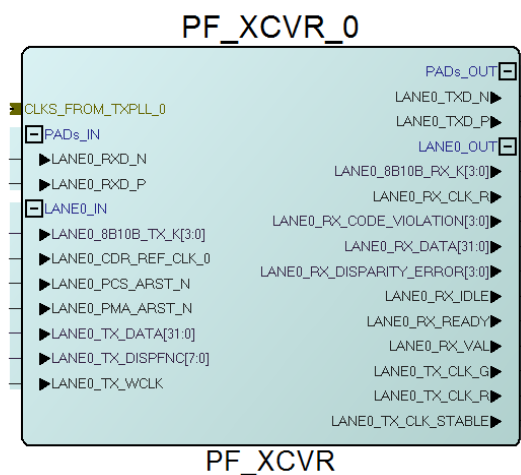 PF_XCVR_0
CLKS_FROM_TXPLL_0
PADs_IN
LANE0_RXD_N
LANE0_RXD_P
LANE0_IN
LANE0_8B10B_TX_K[3:0]
LANE0_CDR_REF_CLK_0
LANE0_PCS_ARST_N
LANE0_PMA_ARST_N
LANE0_TX_DATA[31:0]
LANE0_TX_DISPFNC[7:0]
LANE0_TX_WCLK
PADs_OUT
LANE0_TXD_N
LANE0_TXD_P
LANE0_OUT
LANE0_8B10B_RX_K[3:0]
LANE0_RX_CLK_R
LANE0_RX_CODE_VIOLATION[3:0]
LANE0_RX_DATA[31:0]
LANE0_RX_DISPARITY_ERROR[3:0]
LANE0_RX_IDLE
LANE0_RX_READY
LANE0_RX_VAL
LANE0_TX_CLK_G
LANE0_TX_CLK_R
LANE0_TX_CLK_STABLE
PF_XCVR